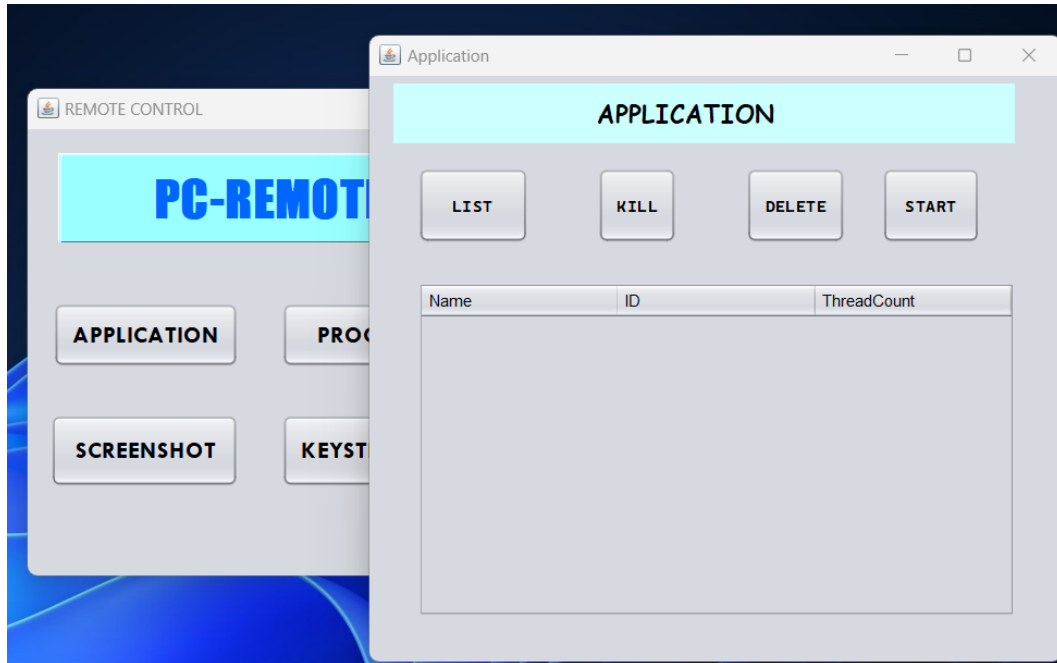 REMOTE CONTROL
PC-REMOT
APPLICATION
PROC
SCREENSHOT
KEYST
Application
APPLICATION
LIST
KILL
DELETE
START
Name ID ThreadCount